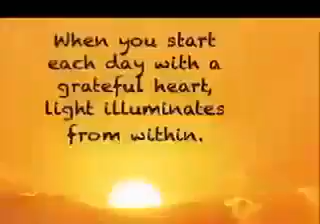 When you start
each day with a
grateful heart,
light illuminates
from within.